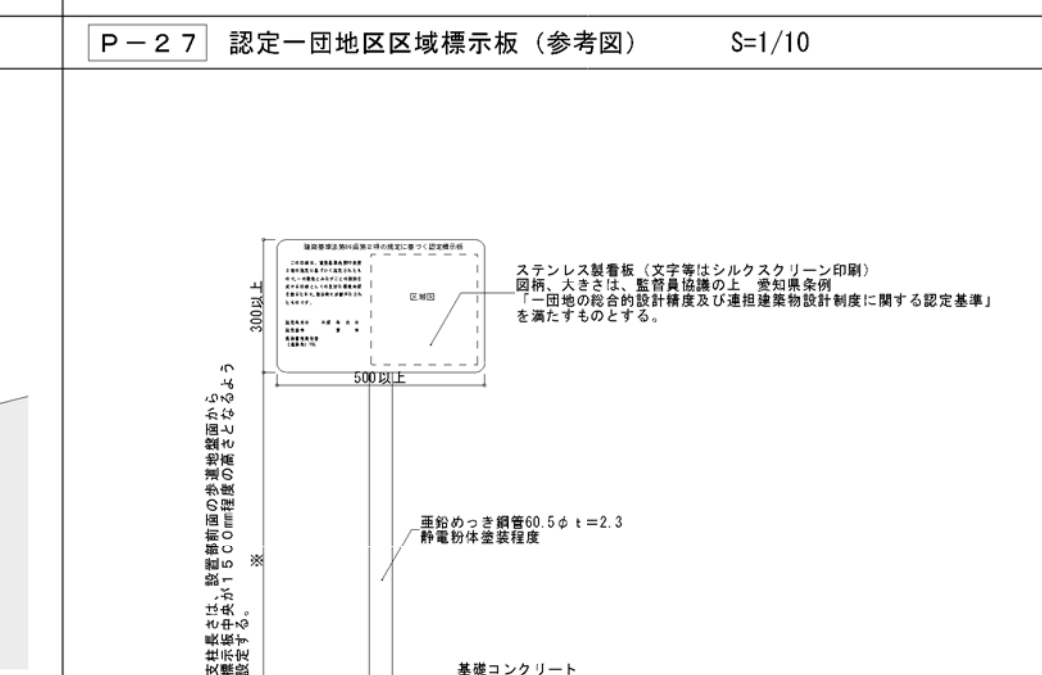 P－27 認定一団地区区域標示板（参考図） S=1/10
建築基準法第86条第2項の規定に基づく認定標示板
区域図
300以上
500以上
ステンレス製看板（文字等はシルクスクリーン印刷）
図柄、大きさは、監督員協議の上 愛知県条例
「一団地の総合的設計精度及び連担建築物設計制度に関する認定基準」
を満たすものとする。
亜鉛めっき鋼管60.5φ t＝2.3
静電粉体塗装程度
※
支柱長さは、設置部前面の歩道地盤面から
標示板中央が1500mm程度の高さとなるよう
設定する。
基礎コンクリート